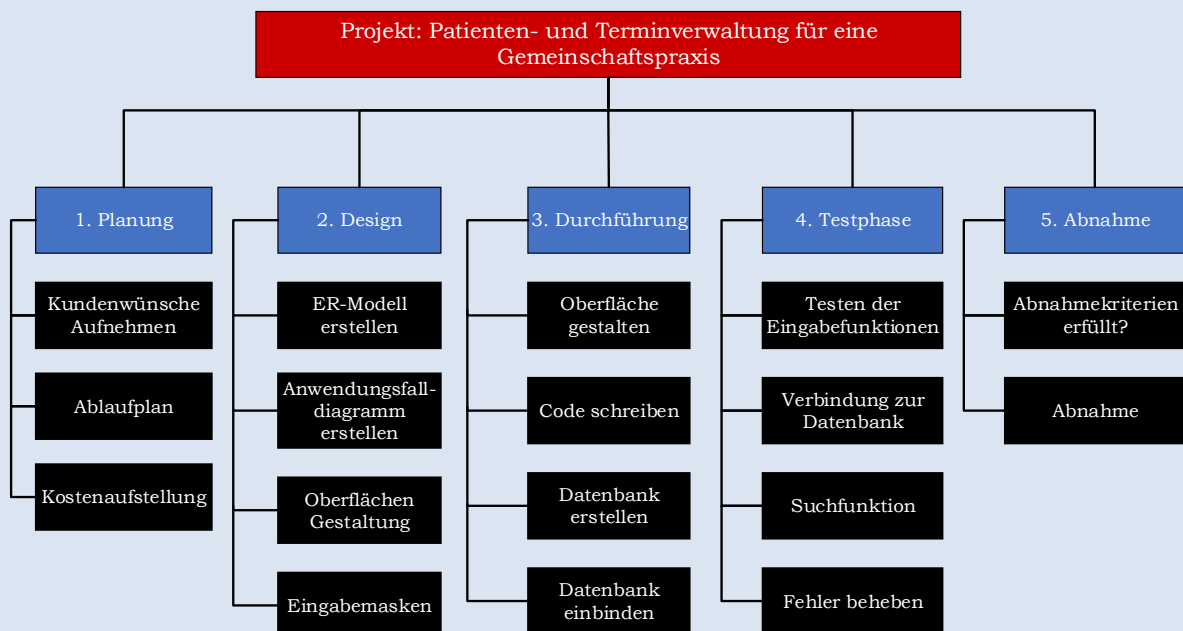 Projekt: Patienten- und Terminverwaltung für eine
Gemeinschaftspraxis
1. Planung
Kundenwünsche
Aufnehmen
Ablaufplan
Kostenaufstellung
2. Design
ER-Modell
erstellen
Anwendungsfall-
diagramm
erstellen
Oberflächen
Gestaltung
Eingabemasken
3. Durchführung
Oberfläche
gestalten
Code schreiben
Datenbank
erstellen
Datenbank
einbinden
4. Testphase
Testen der
Eingabefunktionen
Verbindung zur
Datenbank
Suchfunktion
Fehler beheben
5. Abnahme
Abnahmekriterien
erfüllt?
Abnahme